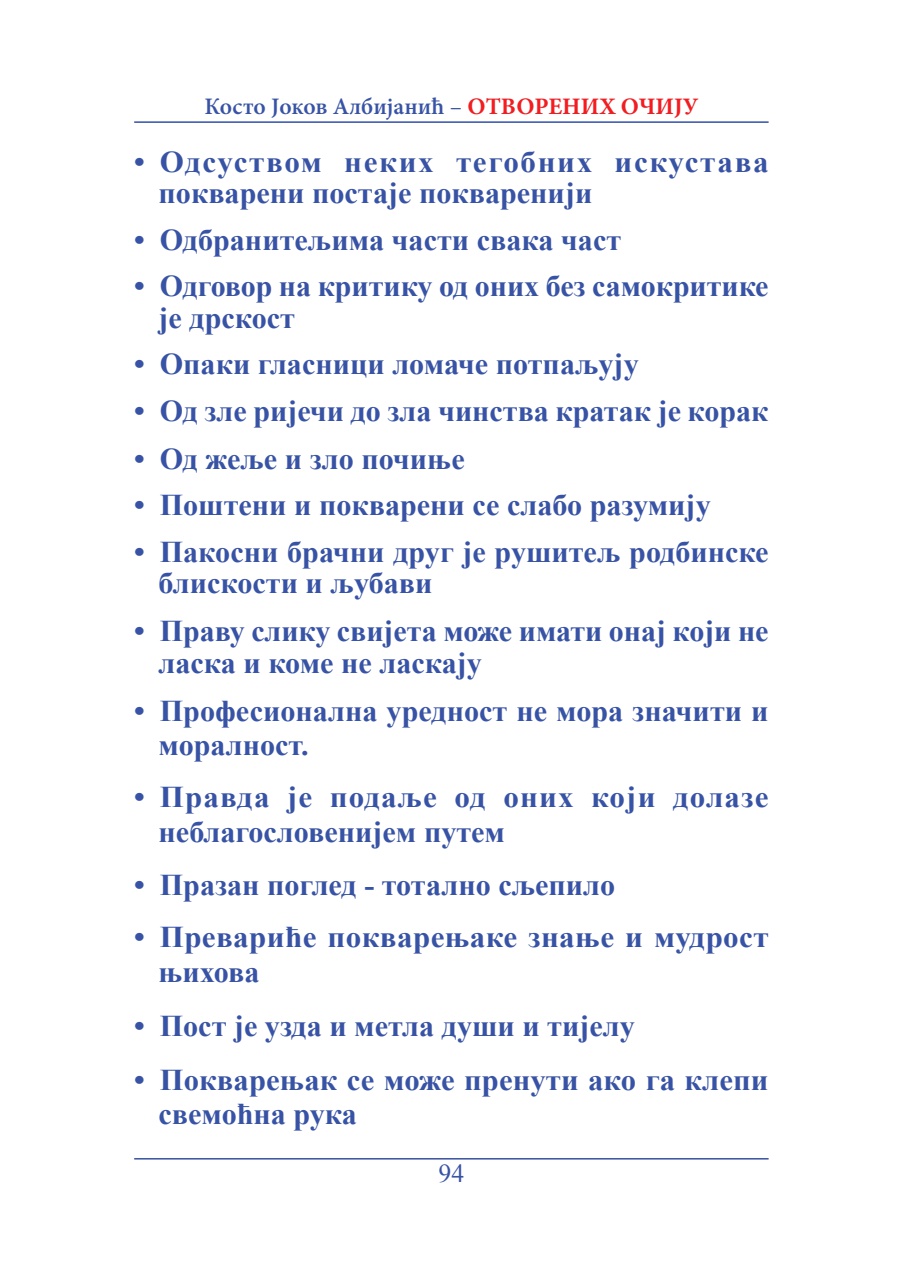 Косто Јоков Албијанић – ОТВОРЕНИХ ОЧИЈУ
• Одсуством неких тегобних искустава
покварени постаје покваренији
• Одбранитељима части свака част
• Одговор на критику од оних без самокритике
је дрскост
• Опаки гласници ломаче потпаљују
• Од зле ријечи до зла чинства кратак је корак
• Од жеље и зло почиње
• Поштени и покварени се слабо разумију
• Пакосни брачни друг је рушитељ родбинске
блискости и љубави
• Праву слику свијета може имати онај који не
ласка и коме не ласкају
• Професионална уредност не мора значити и
моралност.
• Правда је подаље од оних који долазе
неблагословенијем путем
• Празан поглед - тотално сљепило
• Превариће покварењаке знање и мудрост
њихова
• Пост је узда и метла души и тијелу
• Покварењак се може пренути ако га клепи
свемоћна рука
94